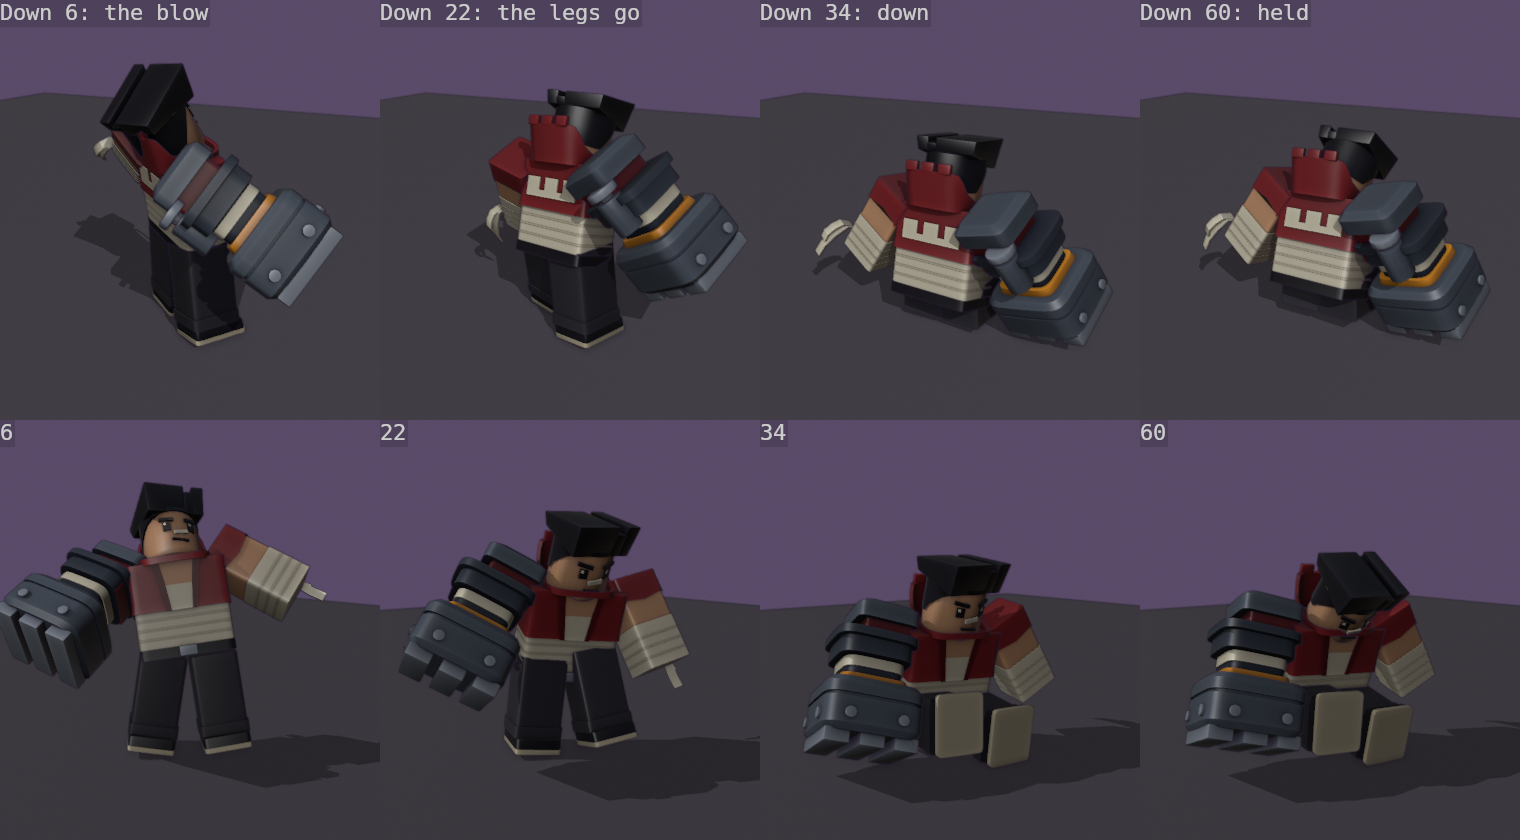 Down 6: the blow
Down 22: the legs go
Down 34: down
Down 60: held
6
22
34
60